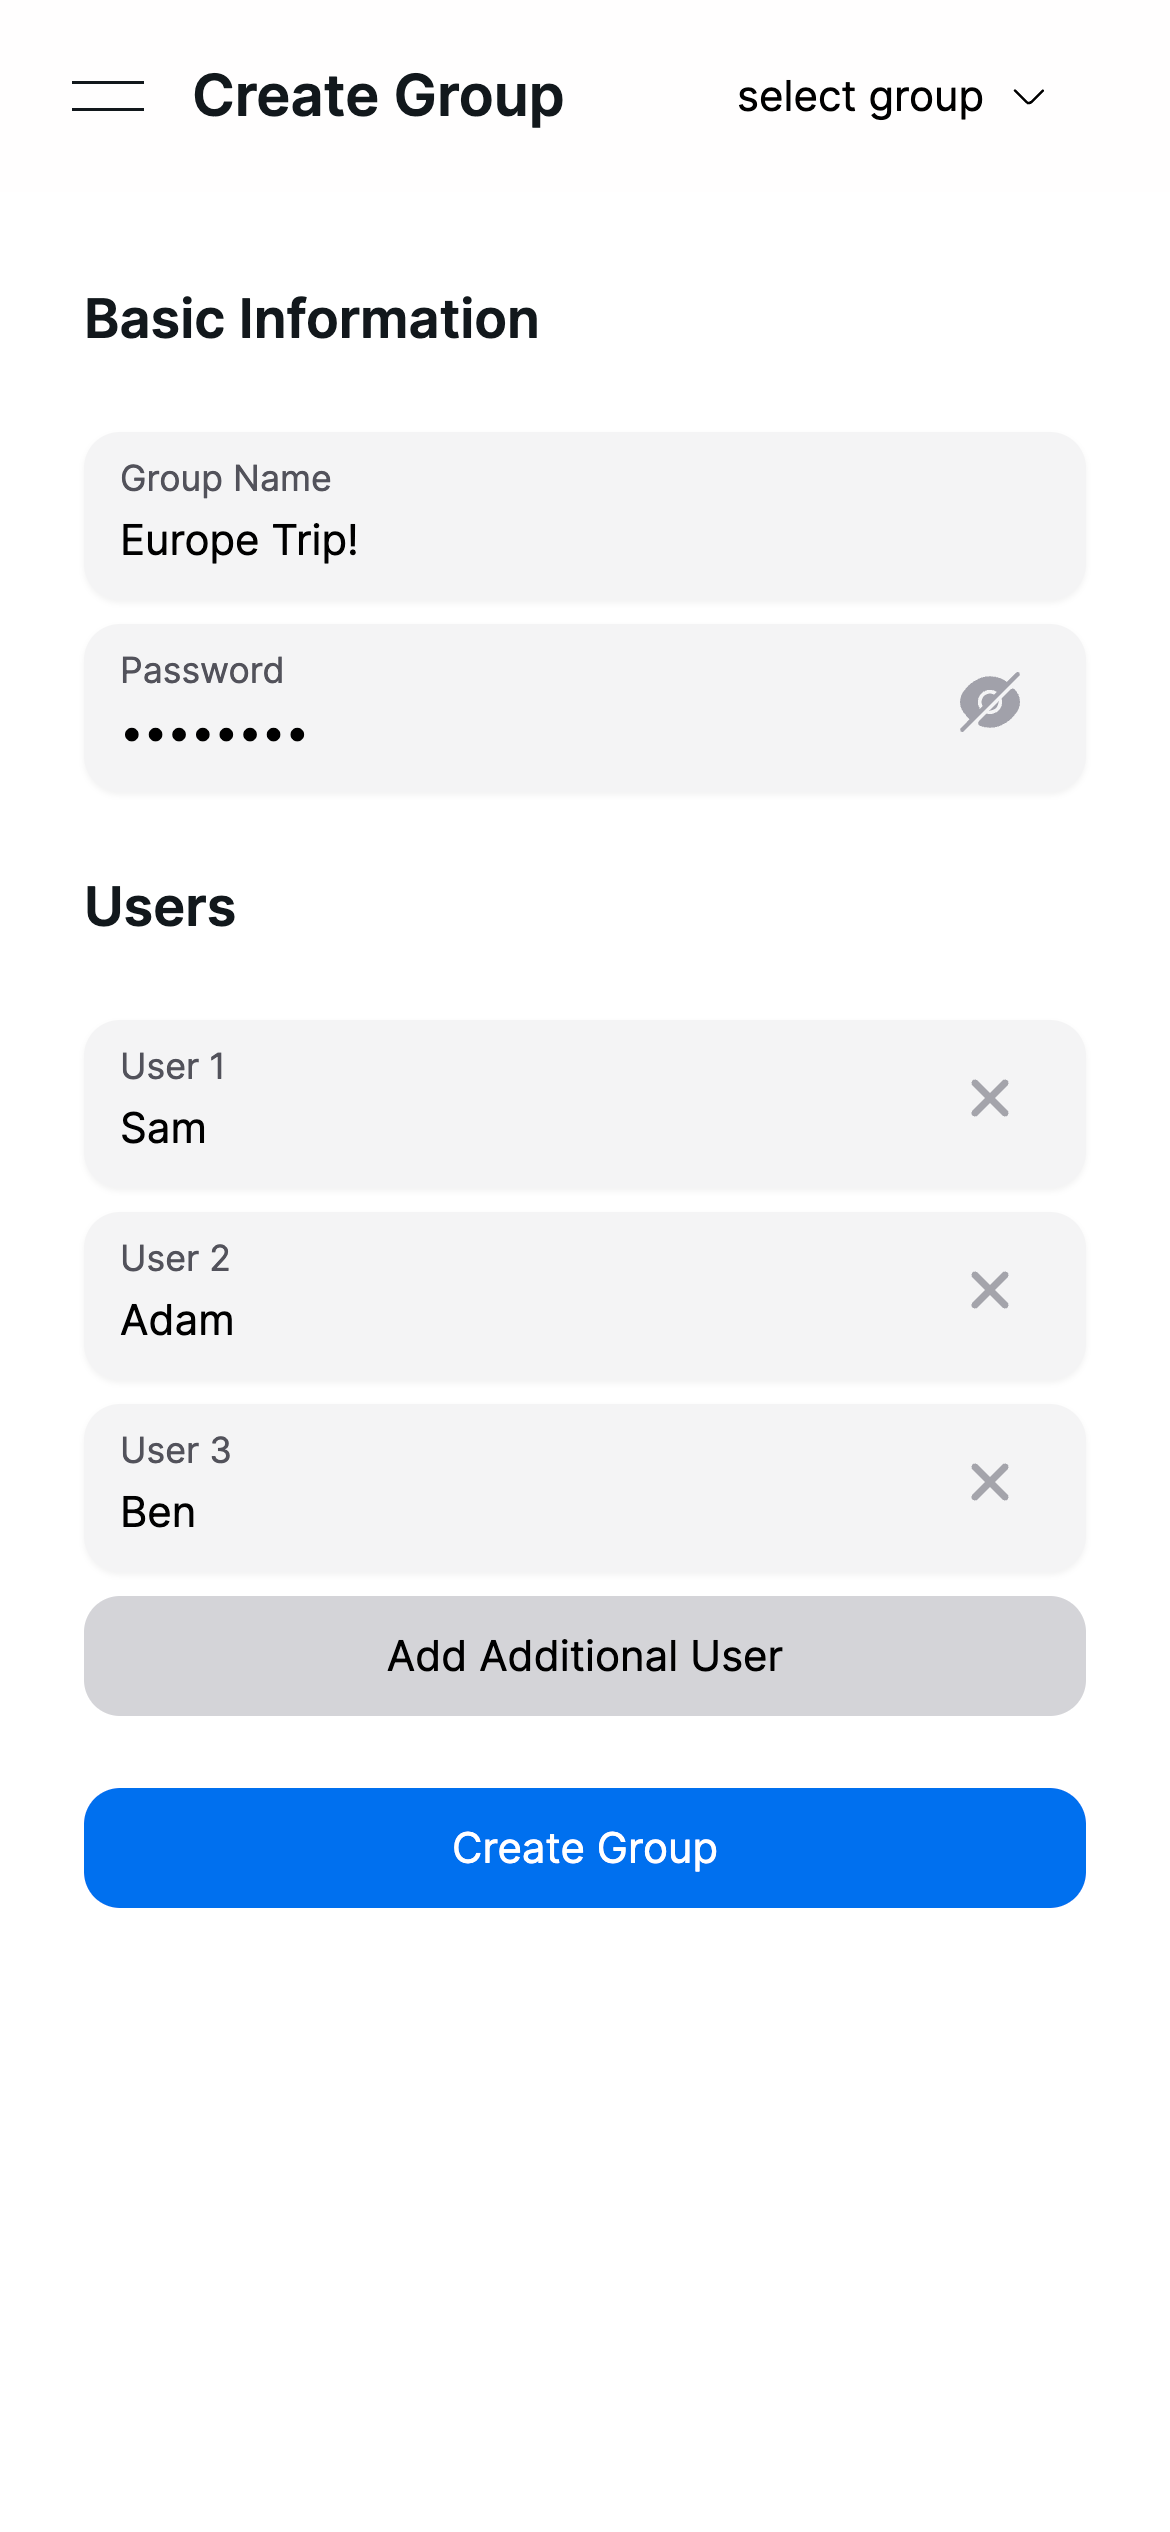 Create Group
select group
Basic Information
Group Name
Europe Trip!
Password
••••••••
Users
User 1
Sam
User 2
Adam
User 3
Ben
Add Additional User
Create Group